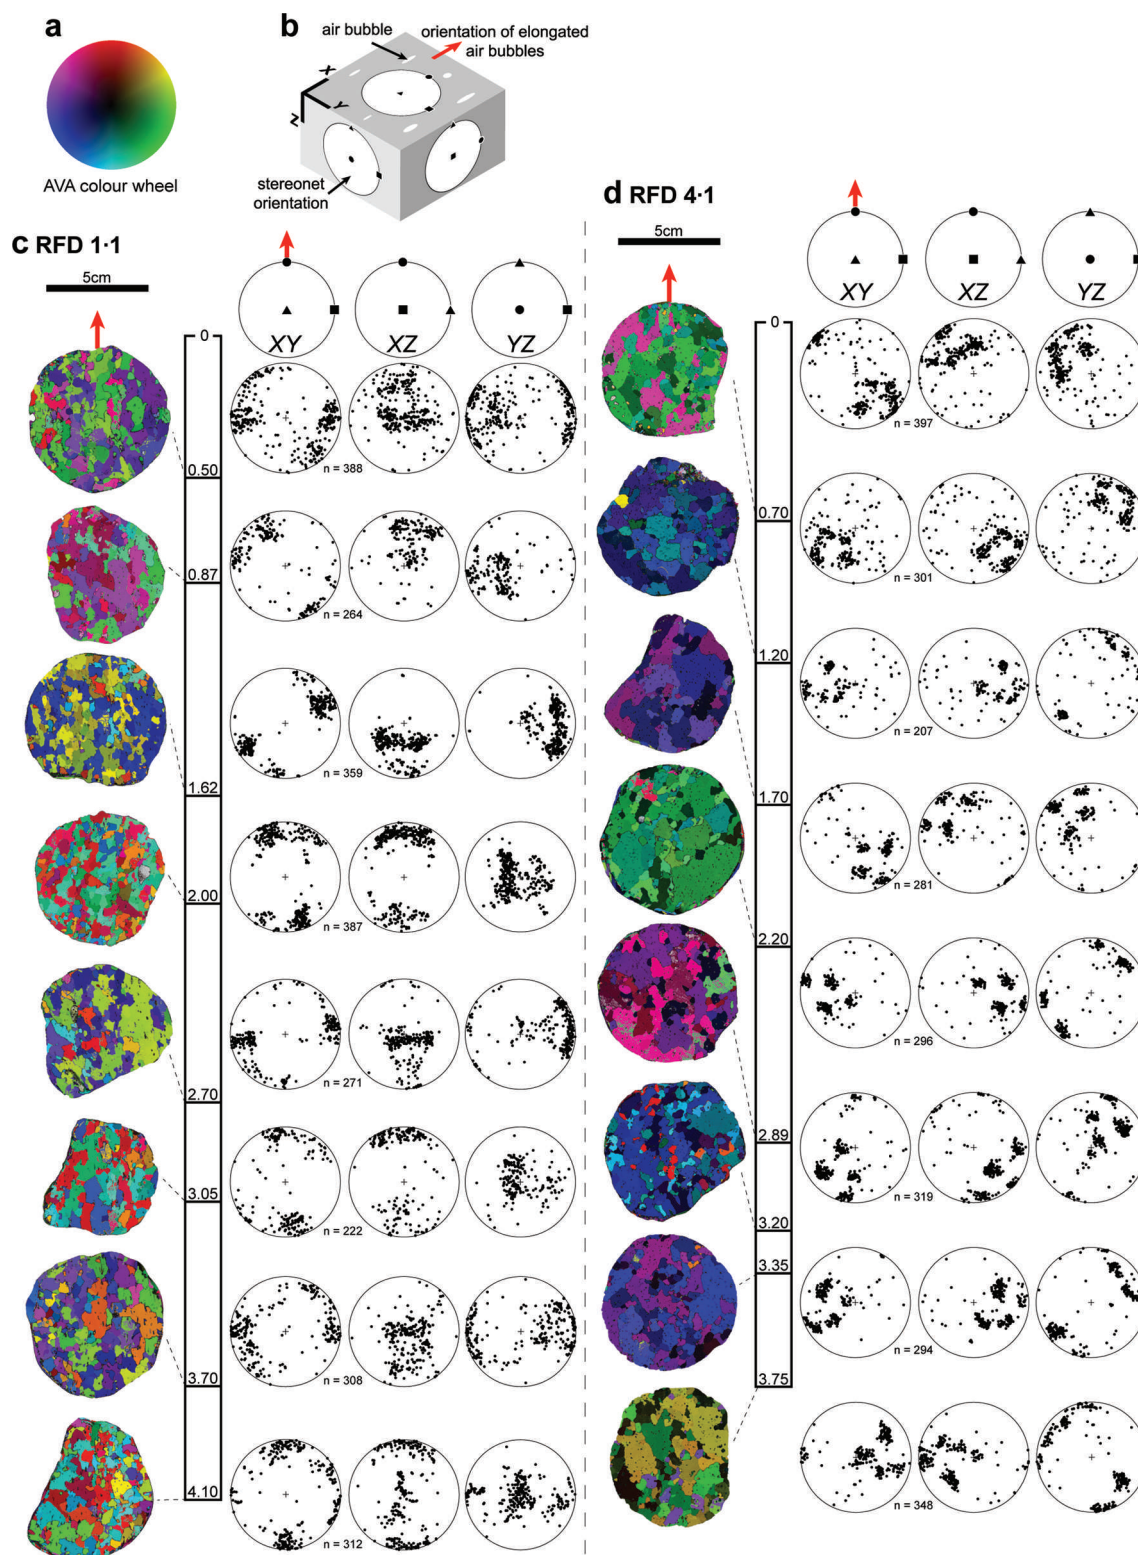 a
AVA colour wheel
b
air bubble
orientation of elongated
air bubbles
X
Y
Z
stereonet
orientation
c RFD 1·1
5cm
XY
XZ
YZ
0
n = 388
0.50
0.87
n = 264
n = 359
1.62
2.00
n = 387
n = 271
2.70
3.05
n = 222
n = 308
3.70
4.10
n = 312
d RFD 4·1
5cm
XY
XZ
YZ
0
n = 397
0.70
n = 301
1.20
n = 207
1.70
n = 281
2.20
n = 296
2.89
n = 319
3.20
3.35
n = 294
3.75
n = 348